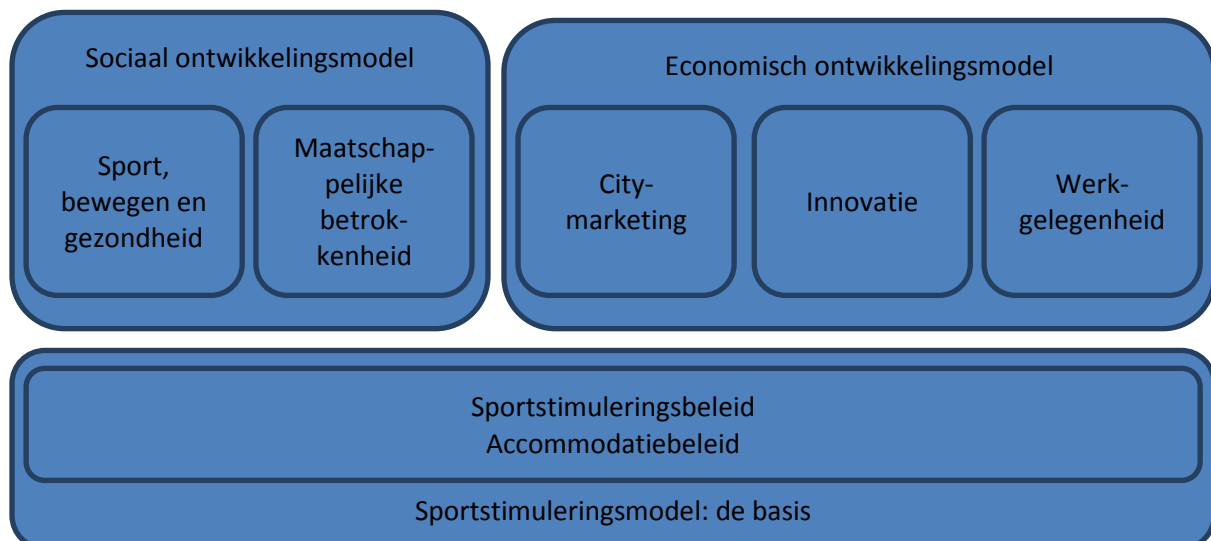 Sociaal ontwikkelingsmodel
Sport,
bewegen en
gezondheid
Maatschap-
pelijke
betrok-
kenheid
Economisch ontwikkelingsmodel
City-
marketing
Innovatie
Werk-
gelegenheid
Sportstimuleringsbeleid
Accommodatiebeleid
Sportstimuleringsmodel: de basis